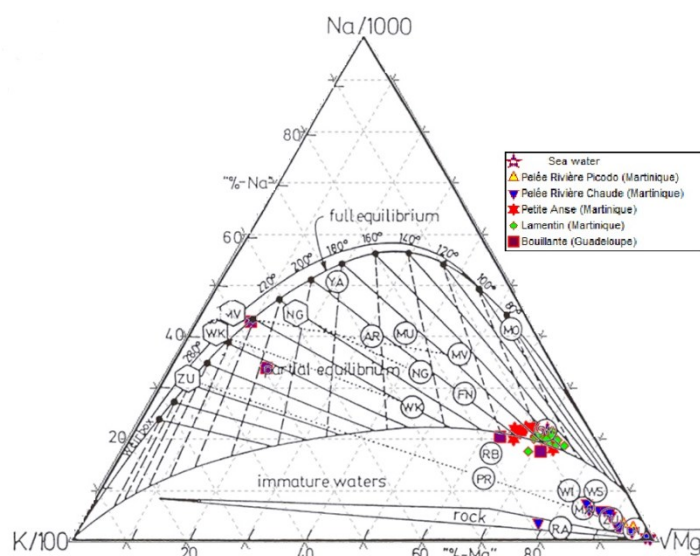 Na/1000
80
"%-Na"
60
full equilibrium
Sea water
Pelée Rivière Picodo (Martinique)
Pelée Rivière Chaude (Martinique)
Petite Anse (Martinique)
Lamentin (Martinique)
Bouillante (Guadeloupe)
220° 200° 180° 160° 140° 120° 100° 80°
YA
MV NG
40 WK AR MU MO
280° NG MV
ZU partial equilibrium
WK FN
weirbox
20
RB
PR
immature waters
WI WS
rock
RA
K/100 20 "%-Mg" 80 √Mg